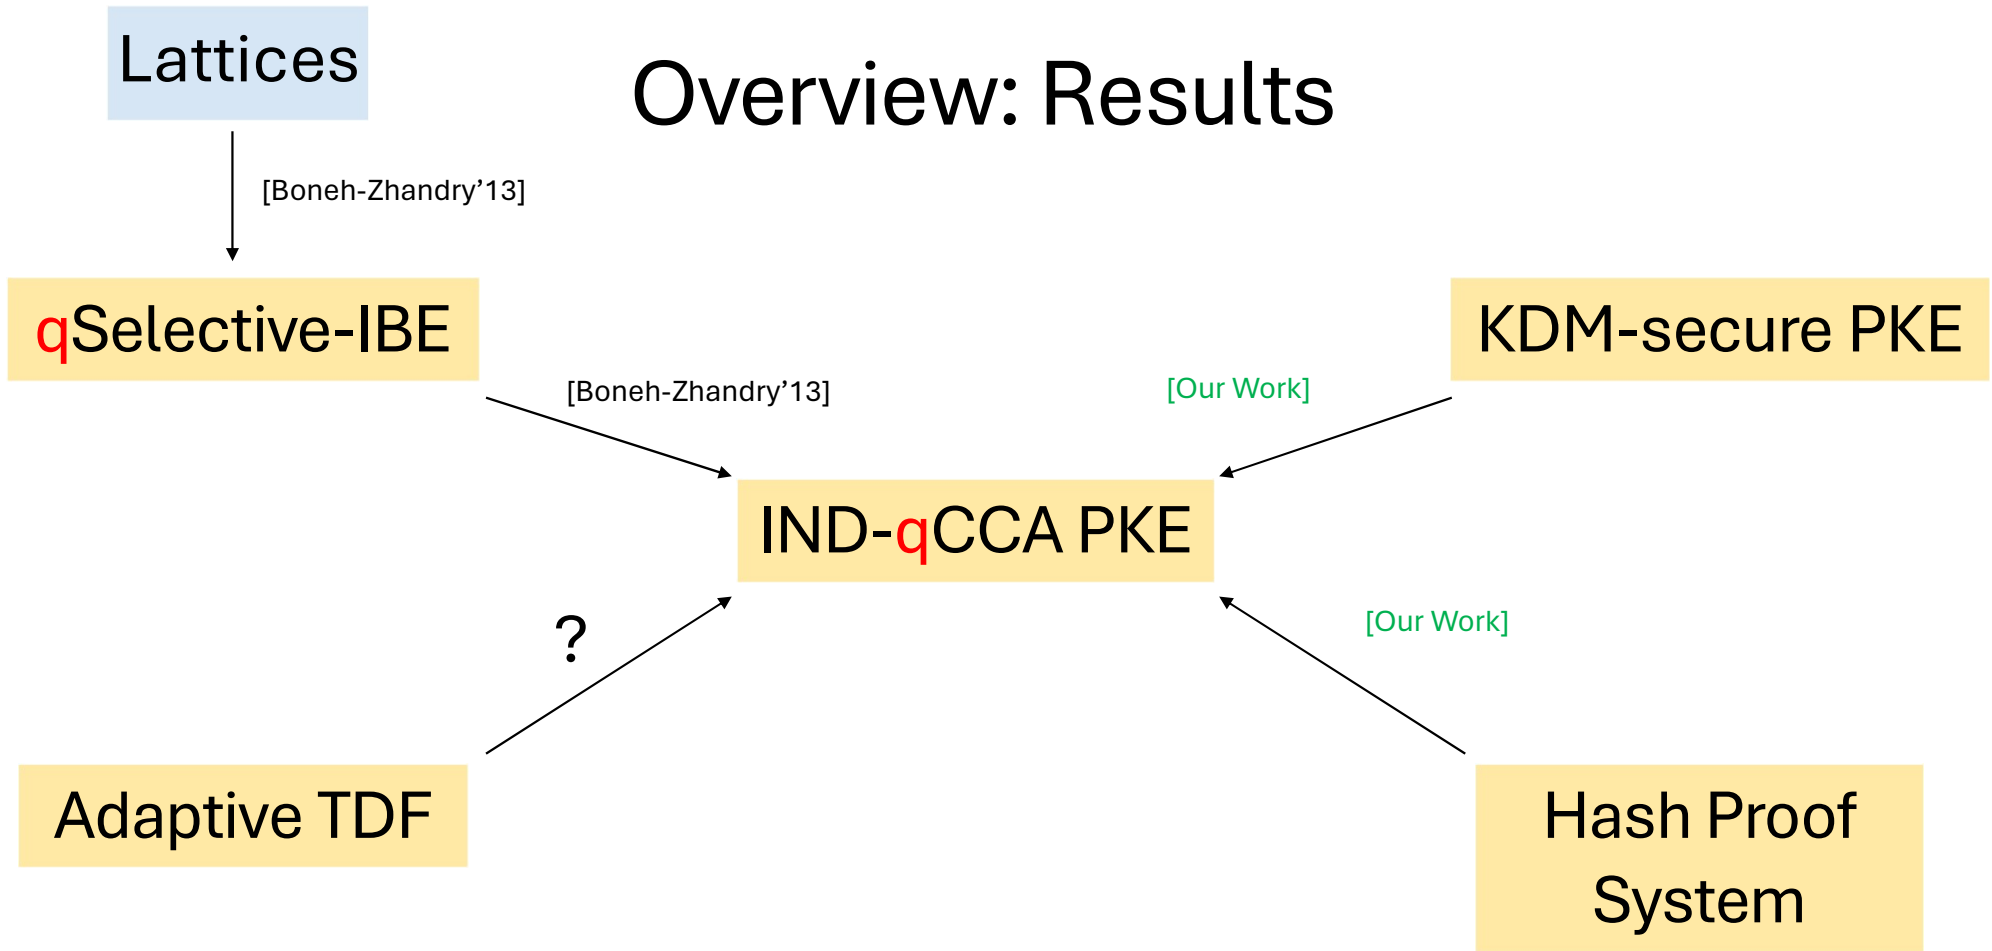 Lattices
Overview: Results
[Boneh-Zhandry’13]
qSelective-IBE
KDM-secure PKE
[Boneh-Zhandry’13]
[Our Work]
IND-qCCA PKE
?
[Our Work]
Adaptive TDF
Hash Proof
System